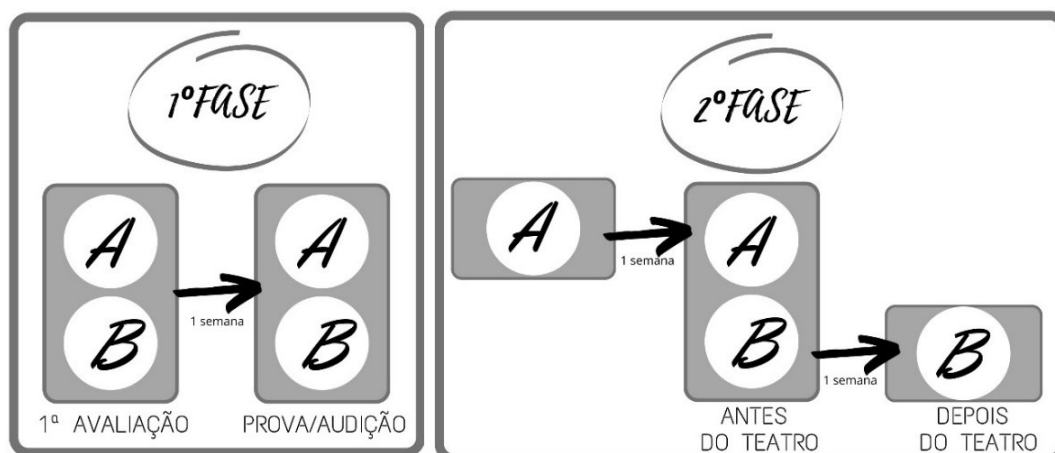 1ºFASE
A
B
1 semana
A
B
1ª AVALIAÇÃO
PROVA/AUDIÇÃO
2ºFASE
A
1 semana
A
B
1 semana
B
ANTES
DO TEATRO
DEPOIS
DO TEATRO